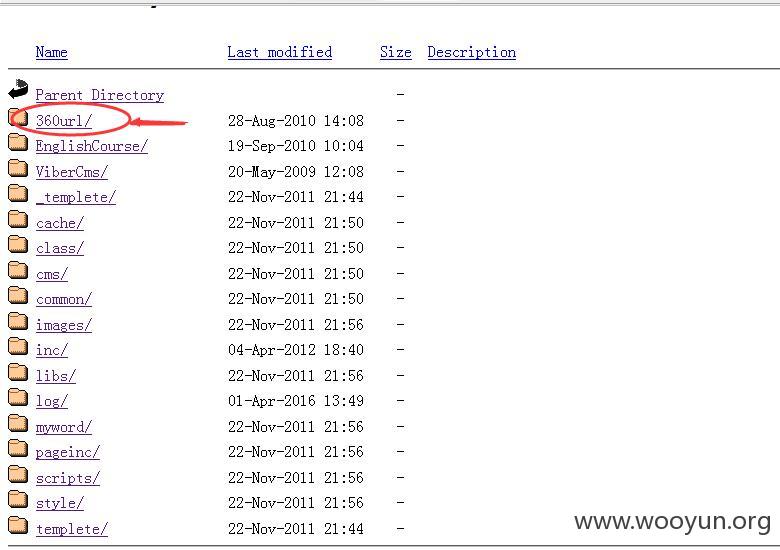 Name Last modified Size Description
Parent Directory -
360url/ 28-Aug-2010 14:08 -
EnglishCourse/ 19-Sep-2010 10:04 -
ViberCms/ 20-May-2009 12:08 -
_templete/ 22-Nov-2011 21:44 -
cache/ 22-Nov-2011 21:50 -
class/ 22-Nov-2011 21:50 -
cms/ 22-Nov-2011 21:50 -
common/ 22-Nov-2011 21:50 -
images/ 22-Nov-2011 21:56 -
inc/ 04-Apr-2012 18:40 -
libs/ 22-Nov-2011 21:56 -
log/ 01-Apr-2016 13:49 -
myword/ 22-Nov-2011 21:56 -
pageinc/ 22-Nov-2011 21:56 -
scripts/ 22-Nov-2011 21:56 -
style/ 22-Nov-2011 21:56 -
templete/ 22-Nov-2011 21:44 -
www.wooyun.org